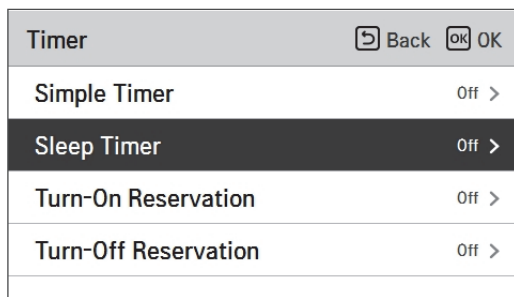 Timer Back OK OK
Simple Timer Off >
Sleep Timer Off >
Turn-On Reservation Off >
Turn-Off Reservation Off >